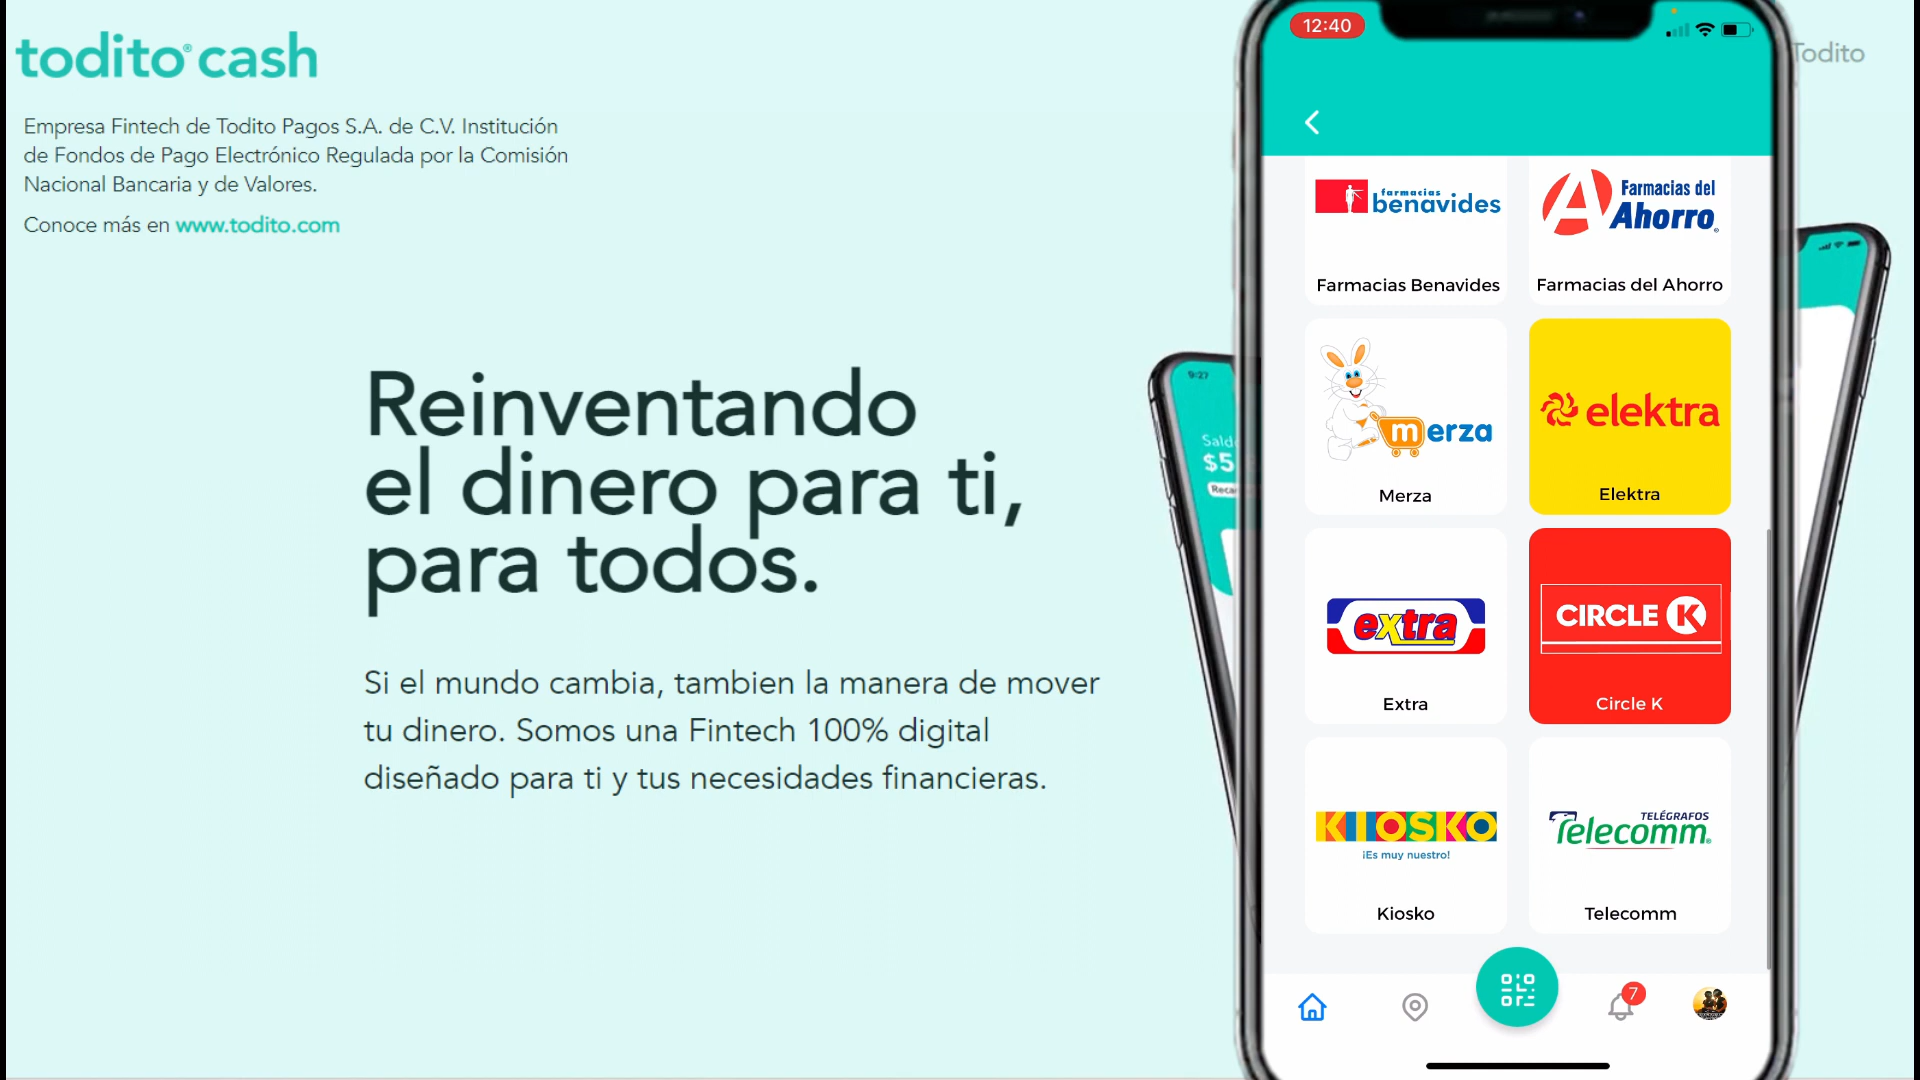 todito® cash
Empresa Fintech de Todito Pagos S.A. de C.V. Institución
de Fondos de Pago Electrónico Regulada por la Comisión
Nacional Bancaria y de Valores.
Conoce más en www.todito.com
Reinventando
el dinero para ti,
para todos.
Si el mundo cambia, tambien la manera de mover
tu dinero. Somos una Fintech 100% digital
diseñado para ti y tus necesidades financieras.
9:27
$5
12:40
Todito
farmacias
benavides
Farmacias Benavides
Farmacias del
Ahorro®
Farmacias del Ahorro
merza
Merza
elektra
Elektra
extra
Extra
CIRCLE K
Circle K
KIOSKO
¡Es muy nuestro!
Kiosko
TELÉGRAFOS
Telecomm®
Telecomm
7